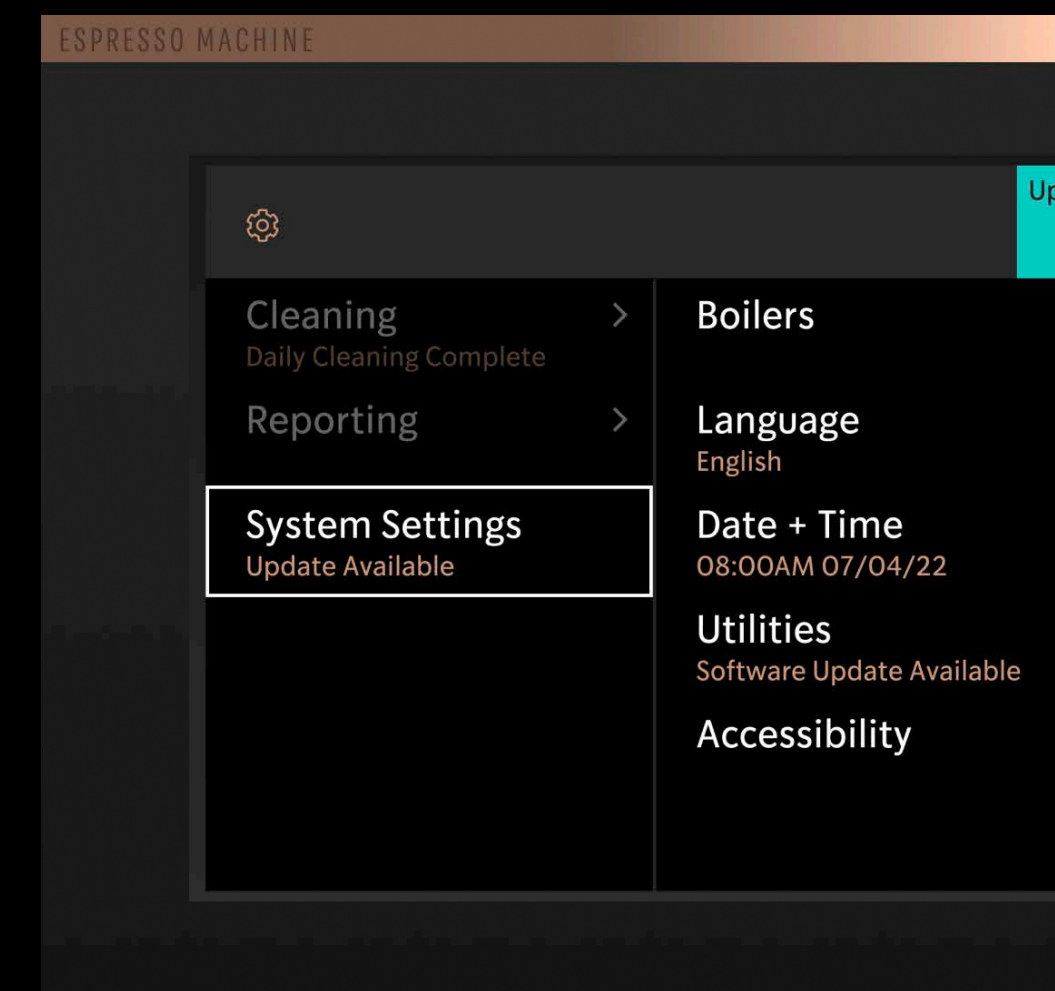 ESPRESSO MACHINE
Up
Cleaning
Daily Cleaning Complete
Reporting
System Settings
Update Available
Boilers
Language
English
Date + Time
08:00AM 07/04/22
Utilities
Software Update Available
Accessibility